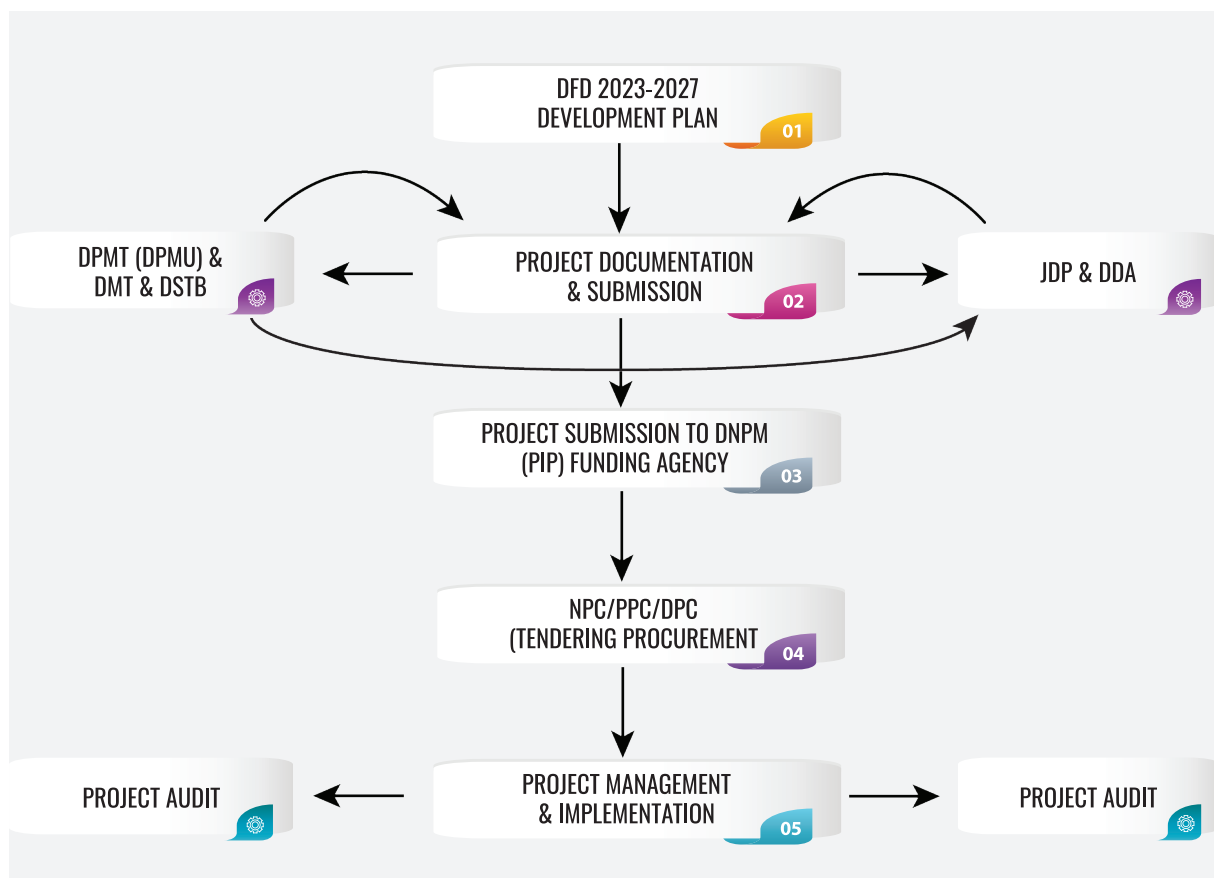 DFD 2023-2027
DEVELOPMENT PLAN
01
DPMT (DPMU) &
DMT & DSTB
PROJECT DOCUMENTATION
& SUBMISSION
02
JDP & DDA
PROJECT SUBMISSION TO DNPM
(PIP) FUNDING AGENCY
03
NPC/PPC/DPC
(TENDERING PROCUREMENT
04
PROJECT AUDIT
PROJECT MANAGEMENT
& IMPLEMENTATION
05
PROJECT AUDIT